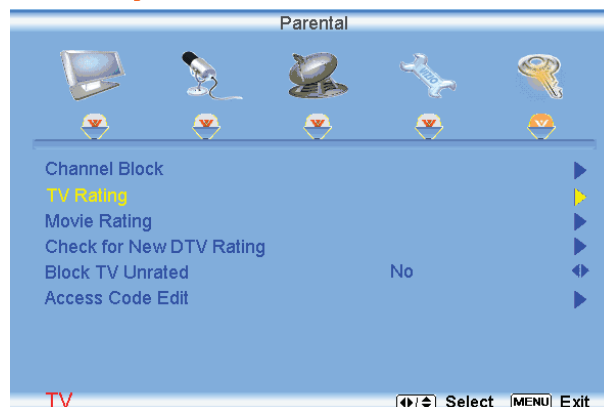 Parental
Channel Block
TV Rating
Movie Rating
Check for New DTV Rating
Block TV Unrated No
Access Code Edit
TV Select MENU Exit